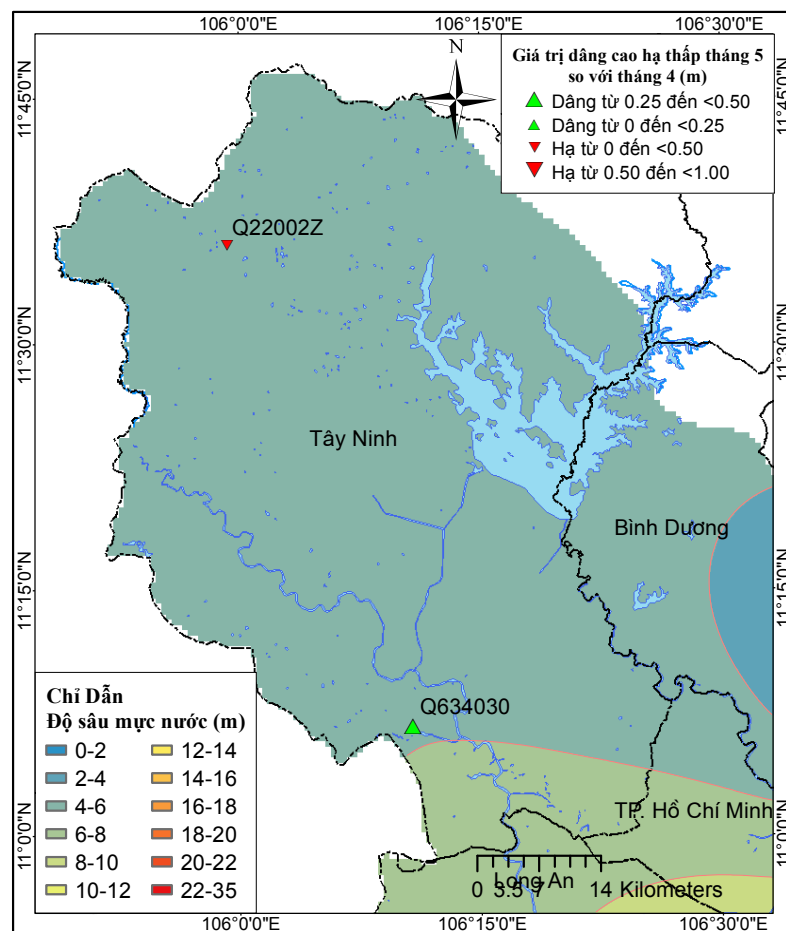 106°0'0"E 106°15'0"E 106°30'0"E
N
Giá trị dâng cao hạ thấp tháng 5
so với tháng 4 (m)
Dâng từ 0.25 đến <0.50
Dâng từ 0 đến <0.25
Hạ từ 0 đến <0.50
Hạ từ 0.50 đến <1.00
11°45'0"N 11°45'0"N
Q22002Z
11°30'0"N 11°30'0"N
Tây Ninh
Bình Dương
11°15'0"N 11°15'0"N
Q634030
Chỉ Dẫn
Độ sâu mực nước (m)
0-2 12-14
2-4 14-16
4-6 16-18
6-8 18-20
8-10 20-22
10-12 22-35
TP. Hồ Chí Minh
11°0'0"N 11°0'0"N
Long An
0 3.5 7 14 Kilometers
106°0'0"E 106°15'0"E 106°30'0"E